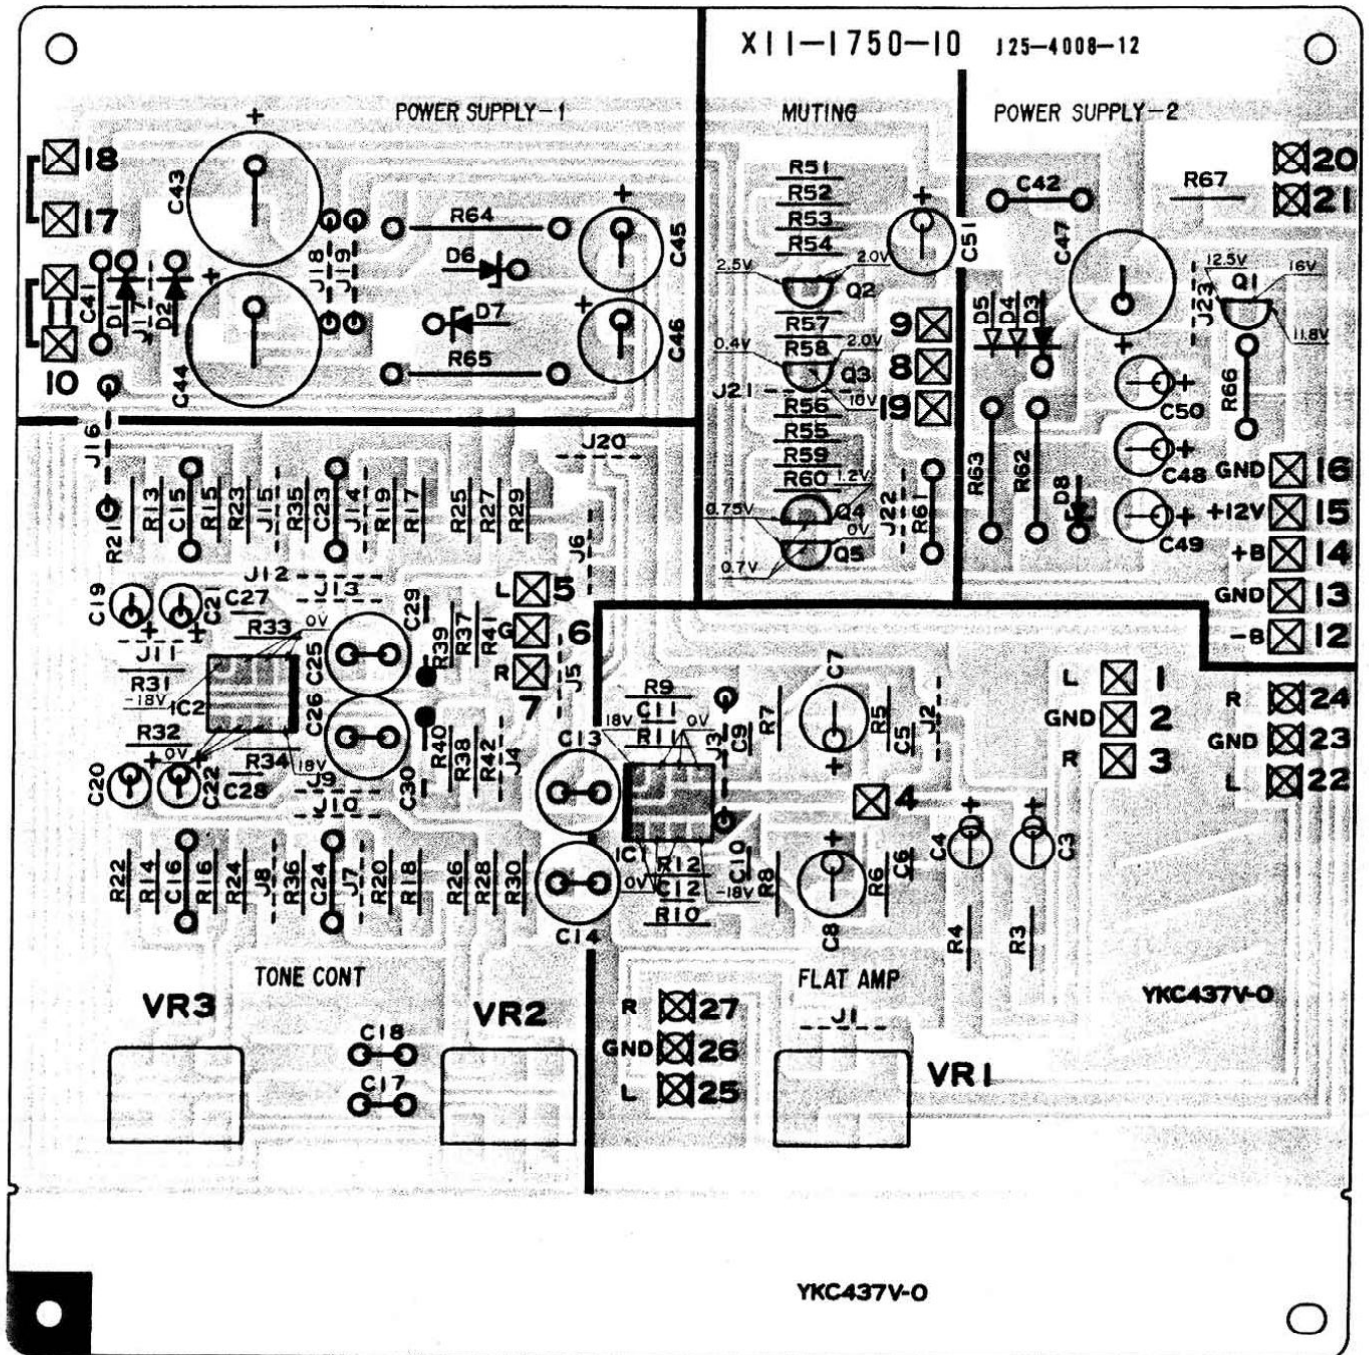 X11-1750-10 J25-4008-12
POWER SUPPLY-1
MUTING
POWER SUPPLY-2
18
17
10
C43
C44
C41
D1
J17
D2
J18
J19
R64
D6
D7
R65
C45
C46
J16
R51
R52
R53
R54
2.5V
2.0V
Q2
R57
R58
0.4V
2.0V
Q3
J21
10V
R56
R55
R59
R60
1.2V
0.75V
Q4
0V
Q5
0.7V
C51
9
8
19
J22
R61
C42
C47
R67
20
21
D5
D4
D3
J23
12.5V
Q1
16V
11.8V
R66
C50
C48
C49
R63
R62
D8
GND 16
+12V 15
+B 14
GND 13
-B 12
J20
R21
R13
C15
R15
R23
J15
R35
C23
J14
R19
R17
R25
R27
R29
J6
J12
J13
C19
C21
C27
R33
0V
J11
R31
-18V
IC2
R32
0V
R34
18V
C20
C22
C28
J9
J10
C25
C26
C29
R39
R37
R41
L 5
G 6
R 7
J5
C30
R40
R38
R42
J4
C13
C14
R22
R14
C16
R16
R24
J8
R36
C24
J7
R20
R18
R26
R28
R30
R9
C11
R11
18V
0V
J3
C9
R7
C7
R5
C5
J2
IC1
R12
C12
R10
0V
-18V
C10
R8
C8
R6
C6
4
C4
C3
R4
R3
L 1
GND 2
R 3
R 24
GND 23
L 22
TONE CONT
VR3
VR2
C18
C17
FLAT AMP
J1
VR1
R 27
GND 26
L 25
YKC437V-0
YKC437V-0